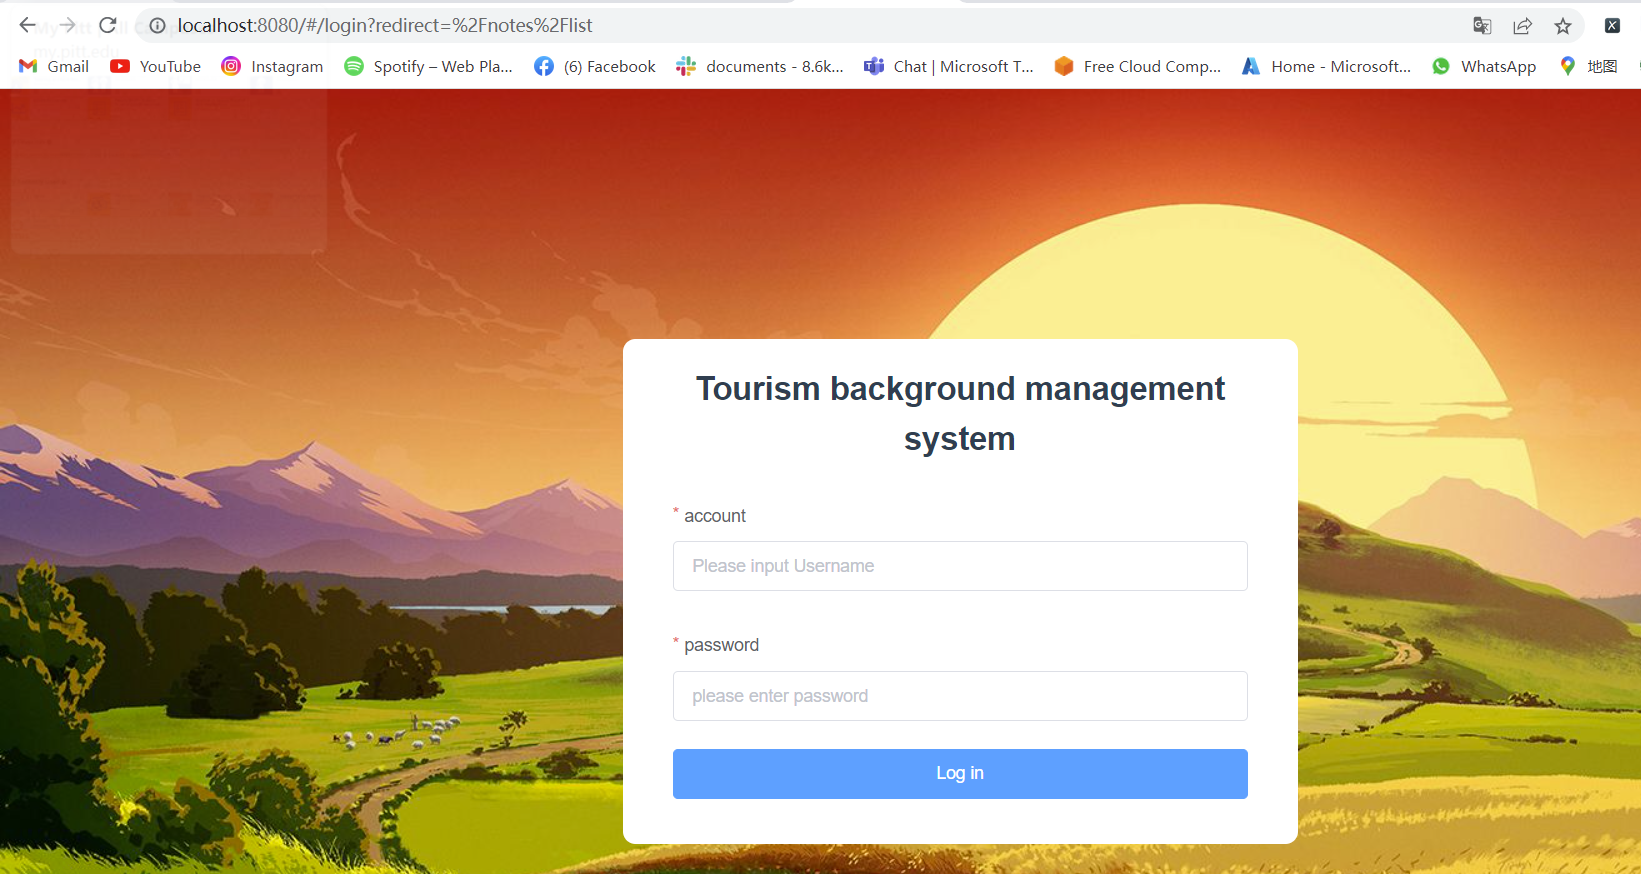 localhost:8080/#/login?redirect=%2Fnotes%2Flist
Gmail YouTube Instagram Spotify – Web Pla... (6) Facebook documents - 8.6k... Chat | Microsoft T... Free Cloud Comp... Home - Microsoft... WhatsApp 地图
Tourism background management
system
* account
Please input Username
* password
please enter password
Log in